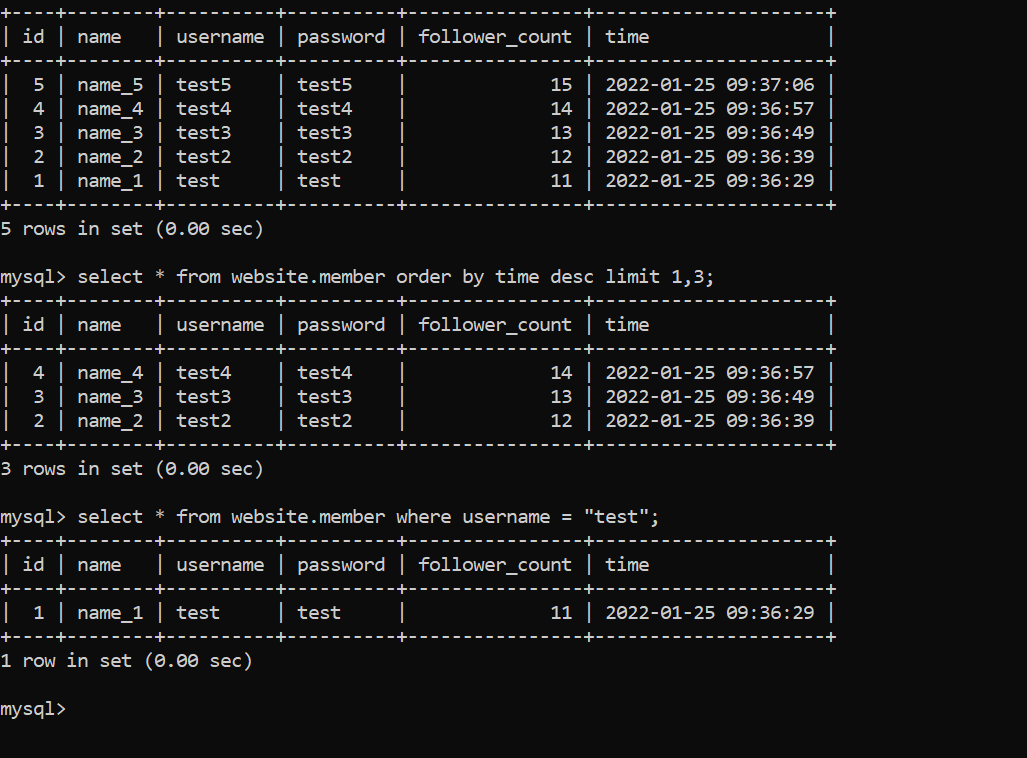 +----+--------+----------+----------+----------------+---------------------+
| id | name   | username | password | follower_count | time                |
+----+--------+----------+----------+----------------+---------------------+
|  5 | name_5 | test5    | test5    |             15 | 2022-01-25 09:37:06 |
|  4 | name_4 | test4    | test4    |             14 | 2022-01-25 09:36:57 |
|  3 | name_3 | test3    | test3    |             13 | 2022-01-25 09:36:49 |
|  2 | name_2 | test2    | test2    |             12 | 2022-01-25 09:36:39 |
|  1 | name_1 | test     | test     |             11 | 2022-01-25 09:36:29 |
+----+--------+----------+----------+----------------+---------------------+
5 rows in set (0.00 sec)

mysql> select * from website.member order by time desc limit 1,3;
+----+--------+----------+----------+----------------+---------------------+
| id | name   | username | password | follower_count | time                |
+----+--------+----------+----------+----------------+---------------------+
|  4 | name_4 | test4    | test4    |             14 | 2022-01-25 09:36:57 |
|  3 | name_3 | test3    | test3    |             13 | 2022-01-25 09:36:49 |
|  2 | name_2 | test2    | test2    |             12 | 2022-01-25 09:36:39 |
+----+--------+----------+----------+----------------+---------------------+
3 rows in set (0.00 sec)

mysql> select * from website.member where username = "test";
+----+--------+----------+----------+----------------+---------------------+
| id | name   | username | password | follower_count | time                |
+----+--------+----------+----------+----------------+---------------------+
|  1 | name_1 | test     | test     |             11 | 2022-01-25 09:36:29 |
+----+--------+----------+----------+----------------+---------------------+
1 row in set (0.00 sec)

mysql>